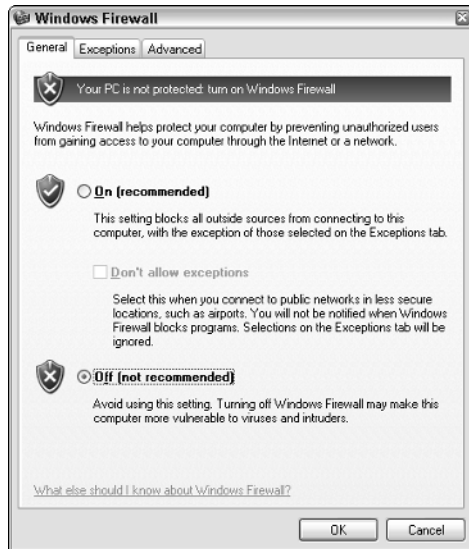 Windows Firewall
General Exceptions Advanced
Your PC is not protected: turn on Windows Firewall
Windows Firewall helps protect your computer by preventing unauthorized users
from gaining access to your computer through the Internet or a network.
On (recommended)
This setting blocks all outside sources from connecting to this
computer, with the exception of those selected on the Exceptions tab.
Don't allow exceptions
Select this when you connect to public networks in less secure
locations, such as airports. You will not be notified when Windows
Firewall blocks programs. Selections on the Exceptions tab will be
ignored.
Off (not recommended)
Avoid using this setting. Turning off Windows Firewall may make this
computer more vulnerable to viruses and intruders.
What else should I know about Windows Firewall?
OK Cancel